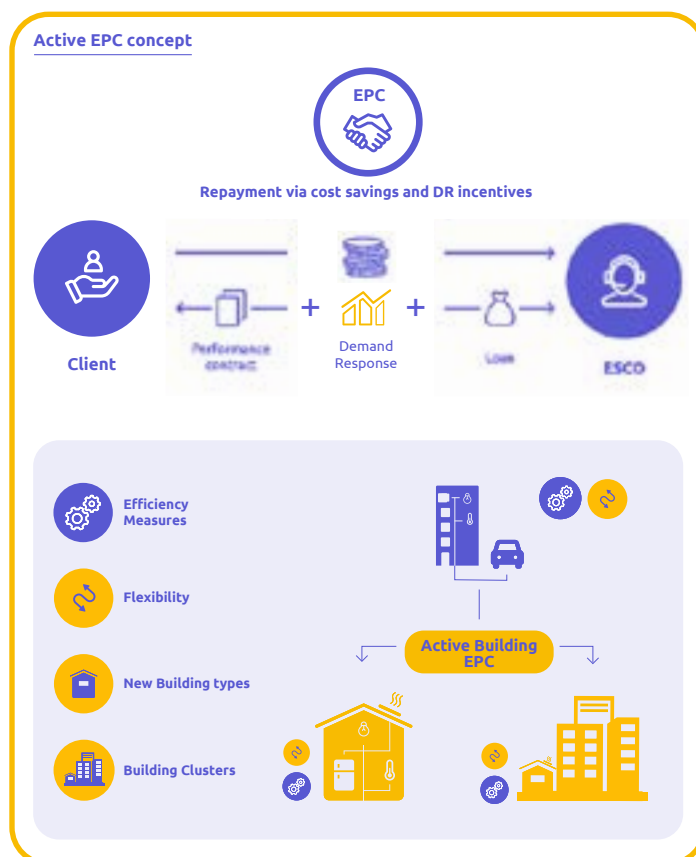 Active EPC concept
EPC
Repayment via cost savings and DR incentives
Client
Performance
contract
Demand
Response
Loan
ESCO
Efficiency
Measures
Flexibility
New Building types
Building Clusters
Active Building
EPC